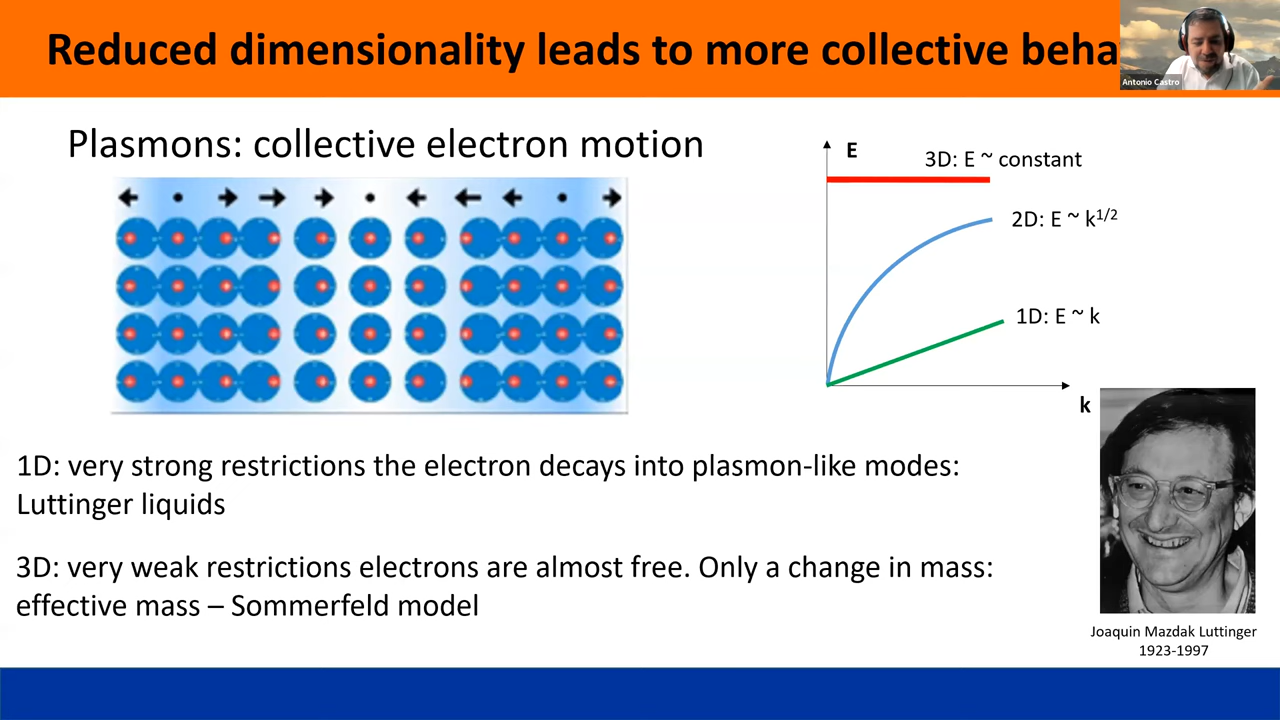 Reduced dimensionality leads to more collective beha
Antonio Castro
Plasmons: collective electron motion
E
3D: E ~ constant
2D: E ~ k1/2
1D: E ~ k
k
1D: very strong restrictions the electron decays into plasmon-like modes:
Luttinger liquids
3D: very weak restrictions electrons are almost free. Only a change in mass:
effective mass – Sommerfeld model
Joaquin Mazdak Luttinger
1923-1997